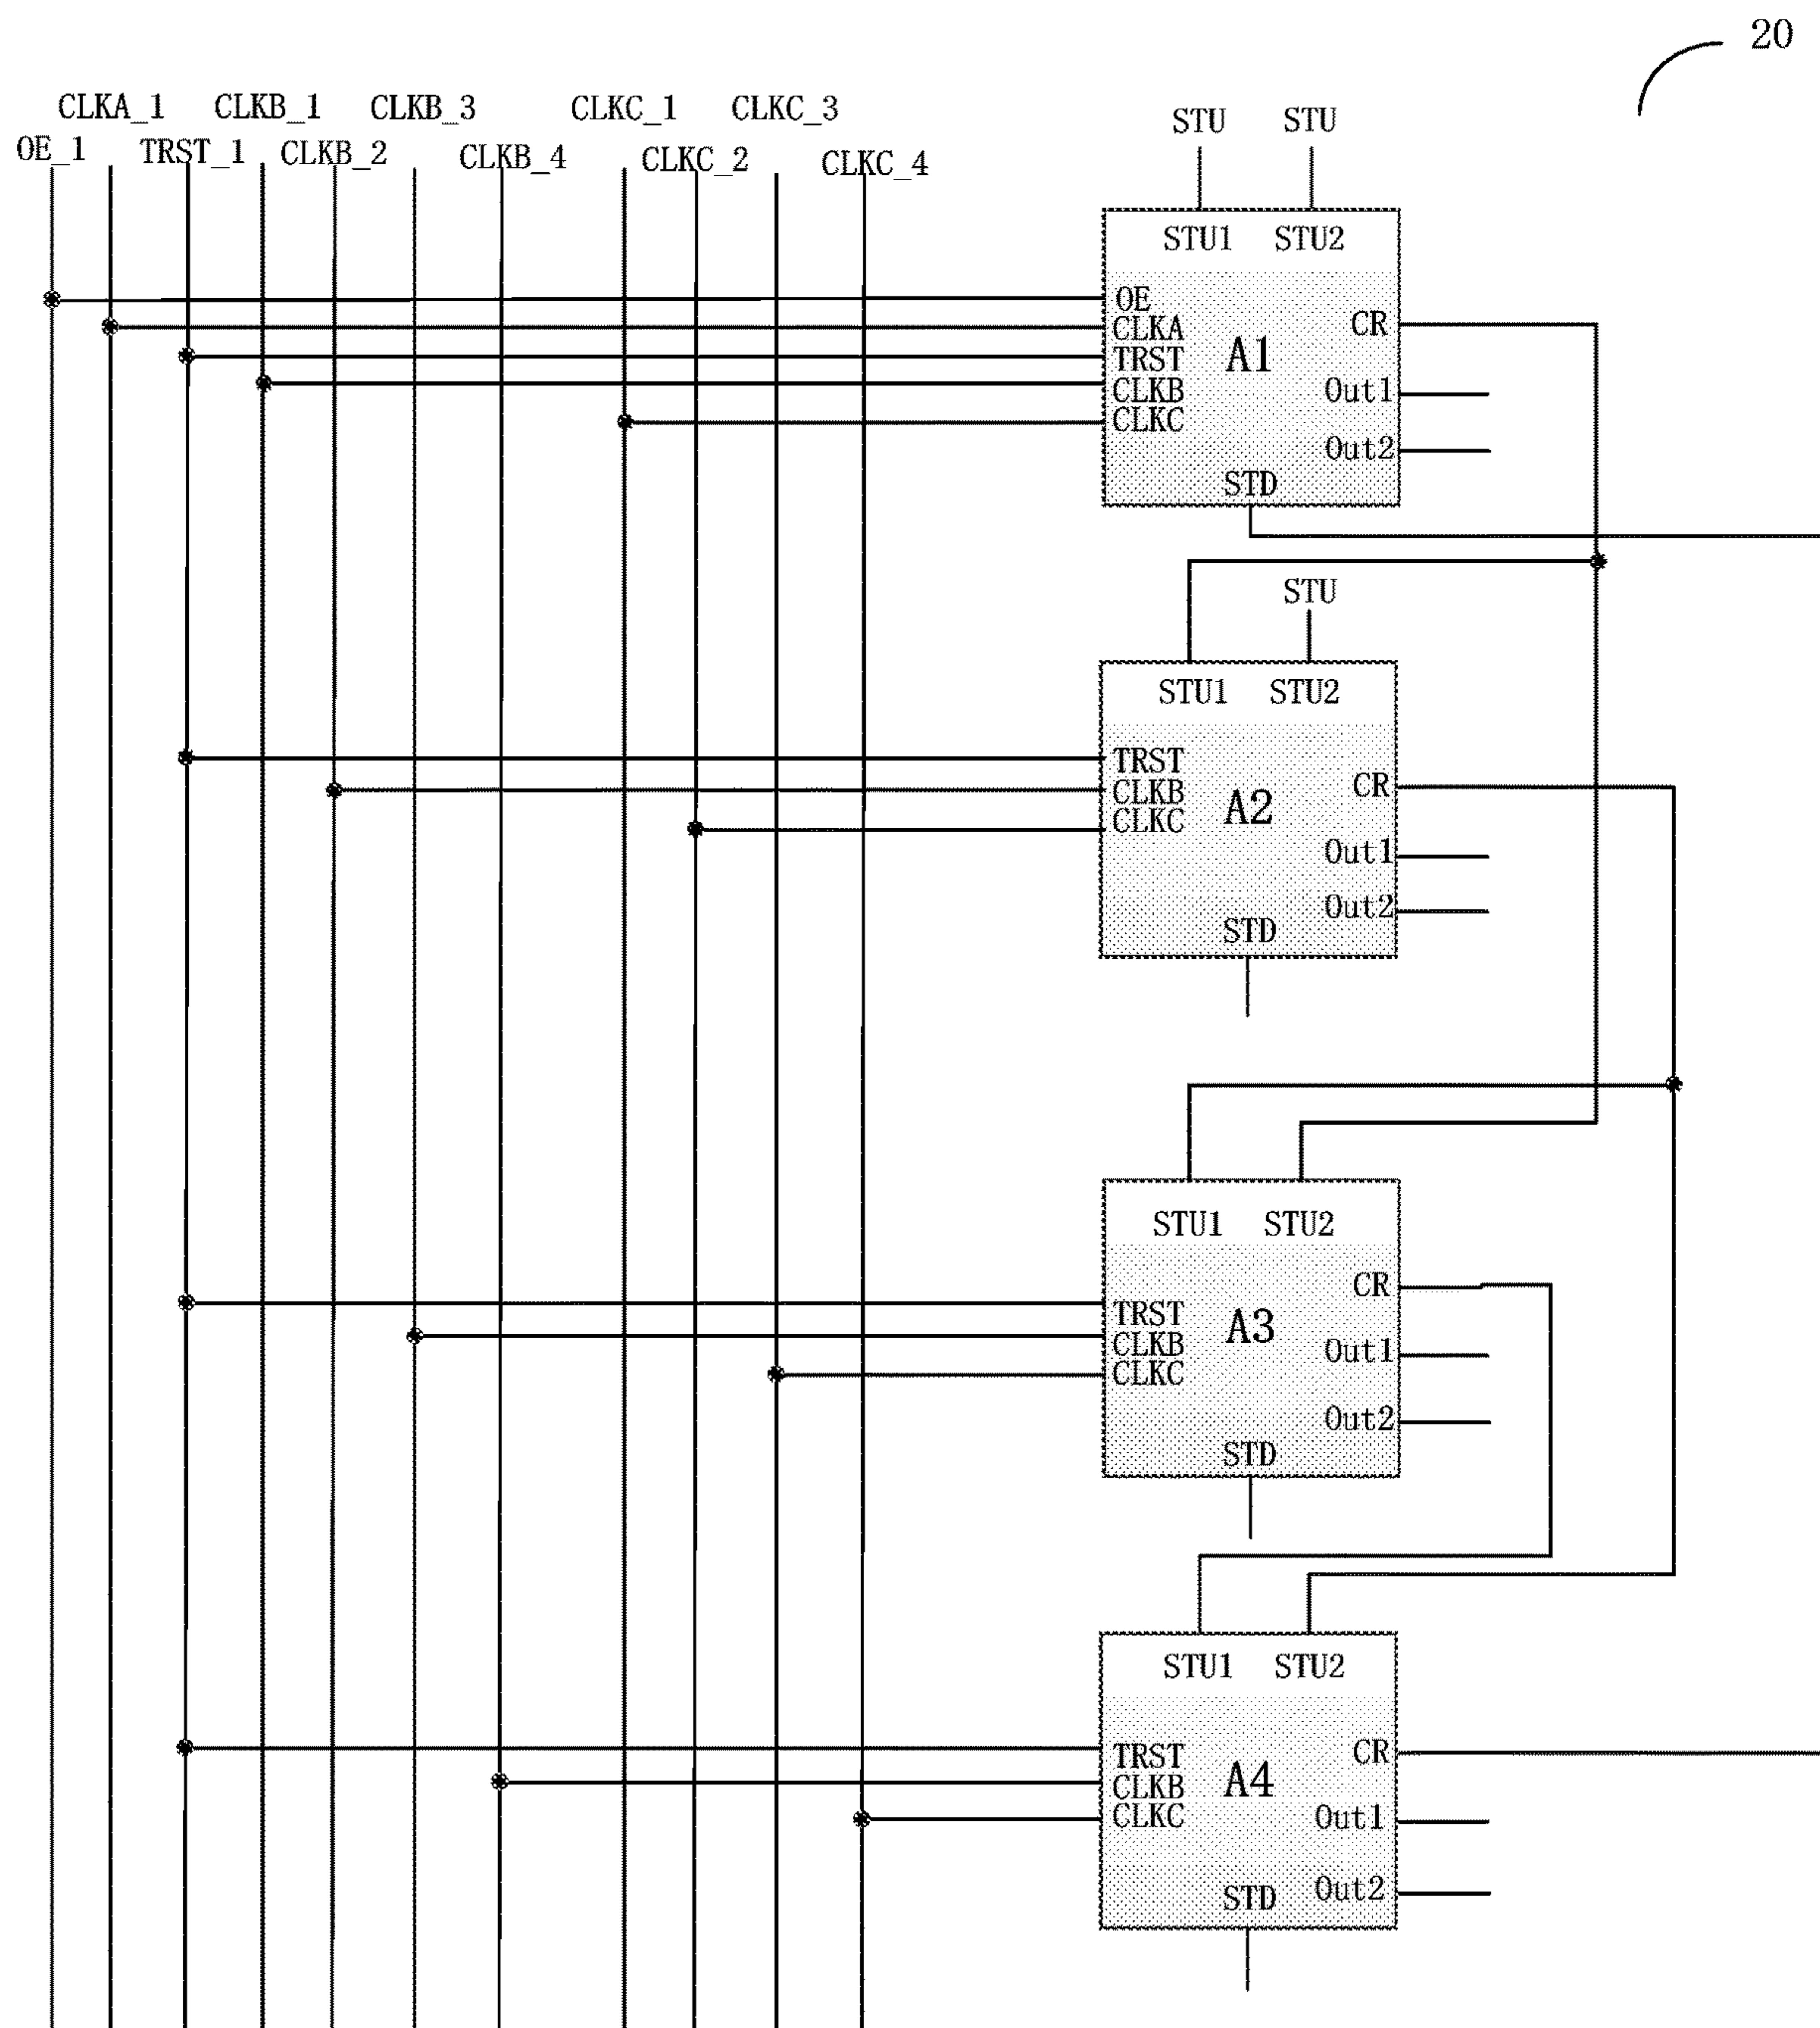 20
CLKA_1 CLKB_1 CLKB_3 CLKC_1 CLKC_3
OE_1 TRST_1 CLKB_2 CLKB_4 CLKC_2 CLKC_4
STU STU
STU1 STU2
OE
CLKA
TRST
CLKB
CLKC
A1
CR
Out1
Out2
STD
STU
STU1 STU2
TRST
CLKB
CLKC
A2
CR
Out1
Out2
STD
STU1 STU2
TRST
CLKB
CLKC
A3
CR
Out1
Out2
STD
STU1 STU2
TRST
CLKB
CLKC
A4
CR
Out1
Out2
STD